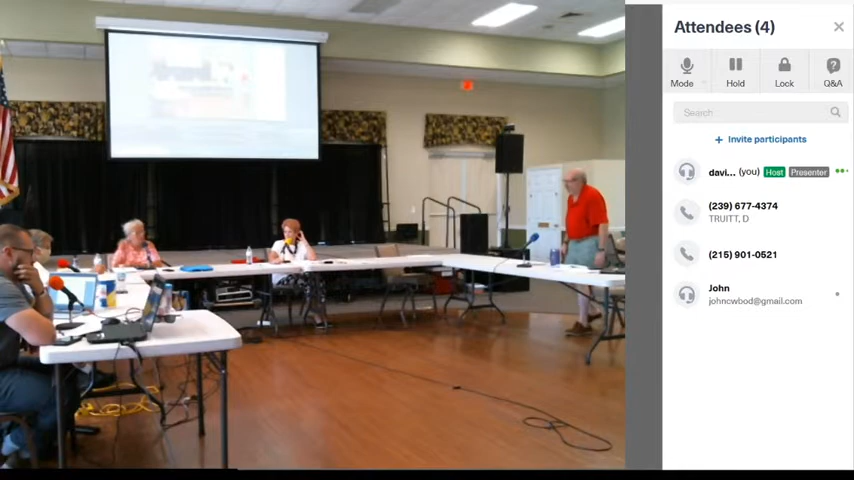 Attendees (4)
Mode
Hold
Lock
Q&A
Search
+ Invite participants
davi... (you) Host Presenter
(239) 677-4374
TRUITT, D
(215) 901-0521
John
johncwbod@gmail.com